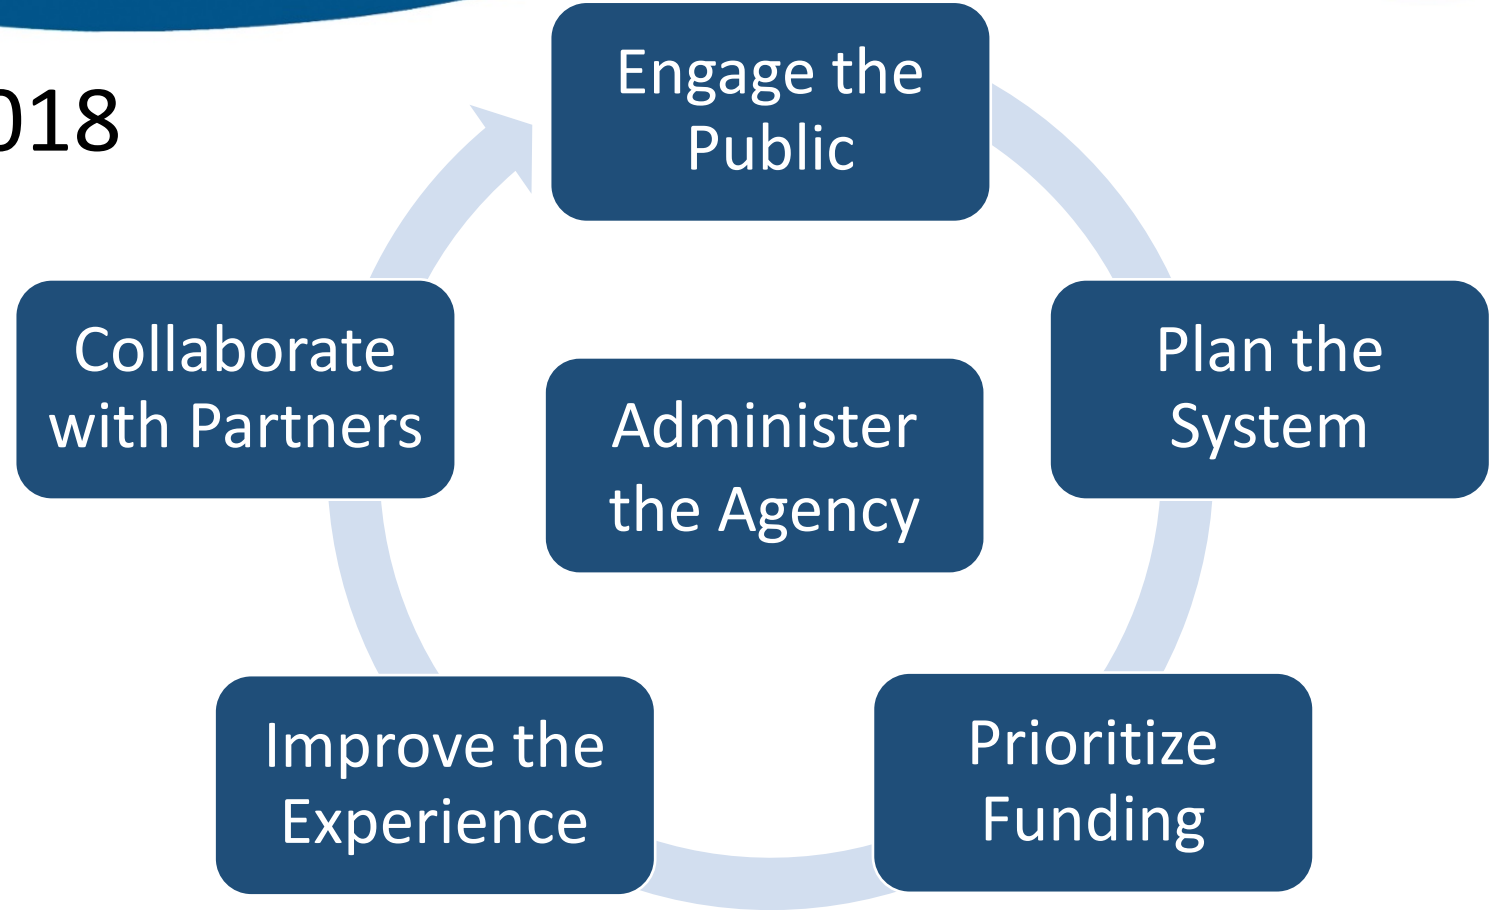 Engage the
Public
018
Collaborate
with Partners
Plan the
System
Administer
the Agency
Improve the
Experience
Prioritize
Funding